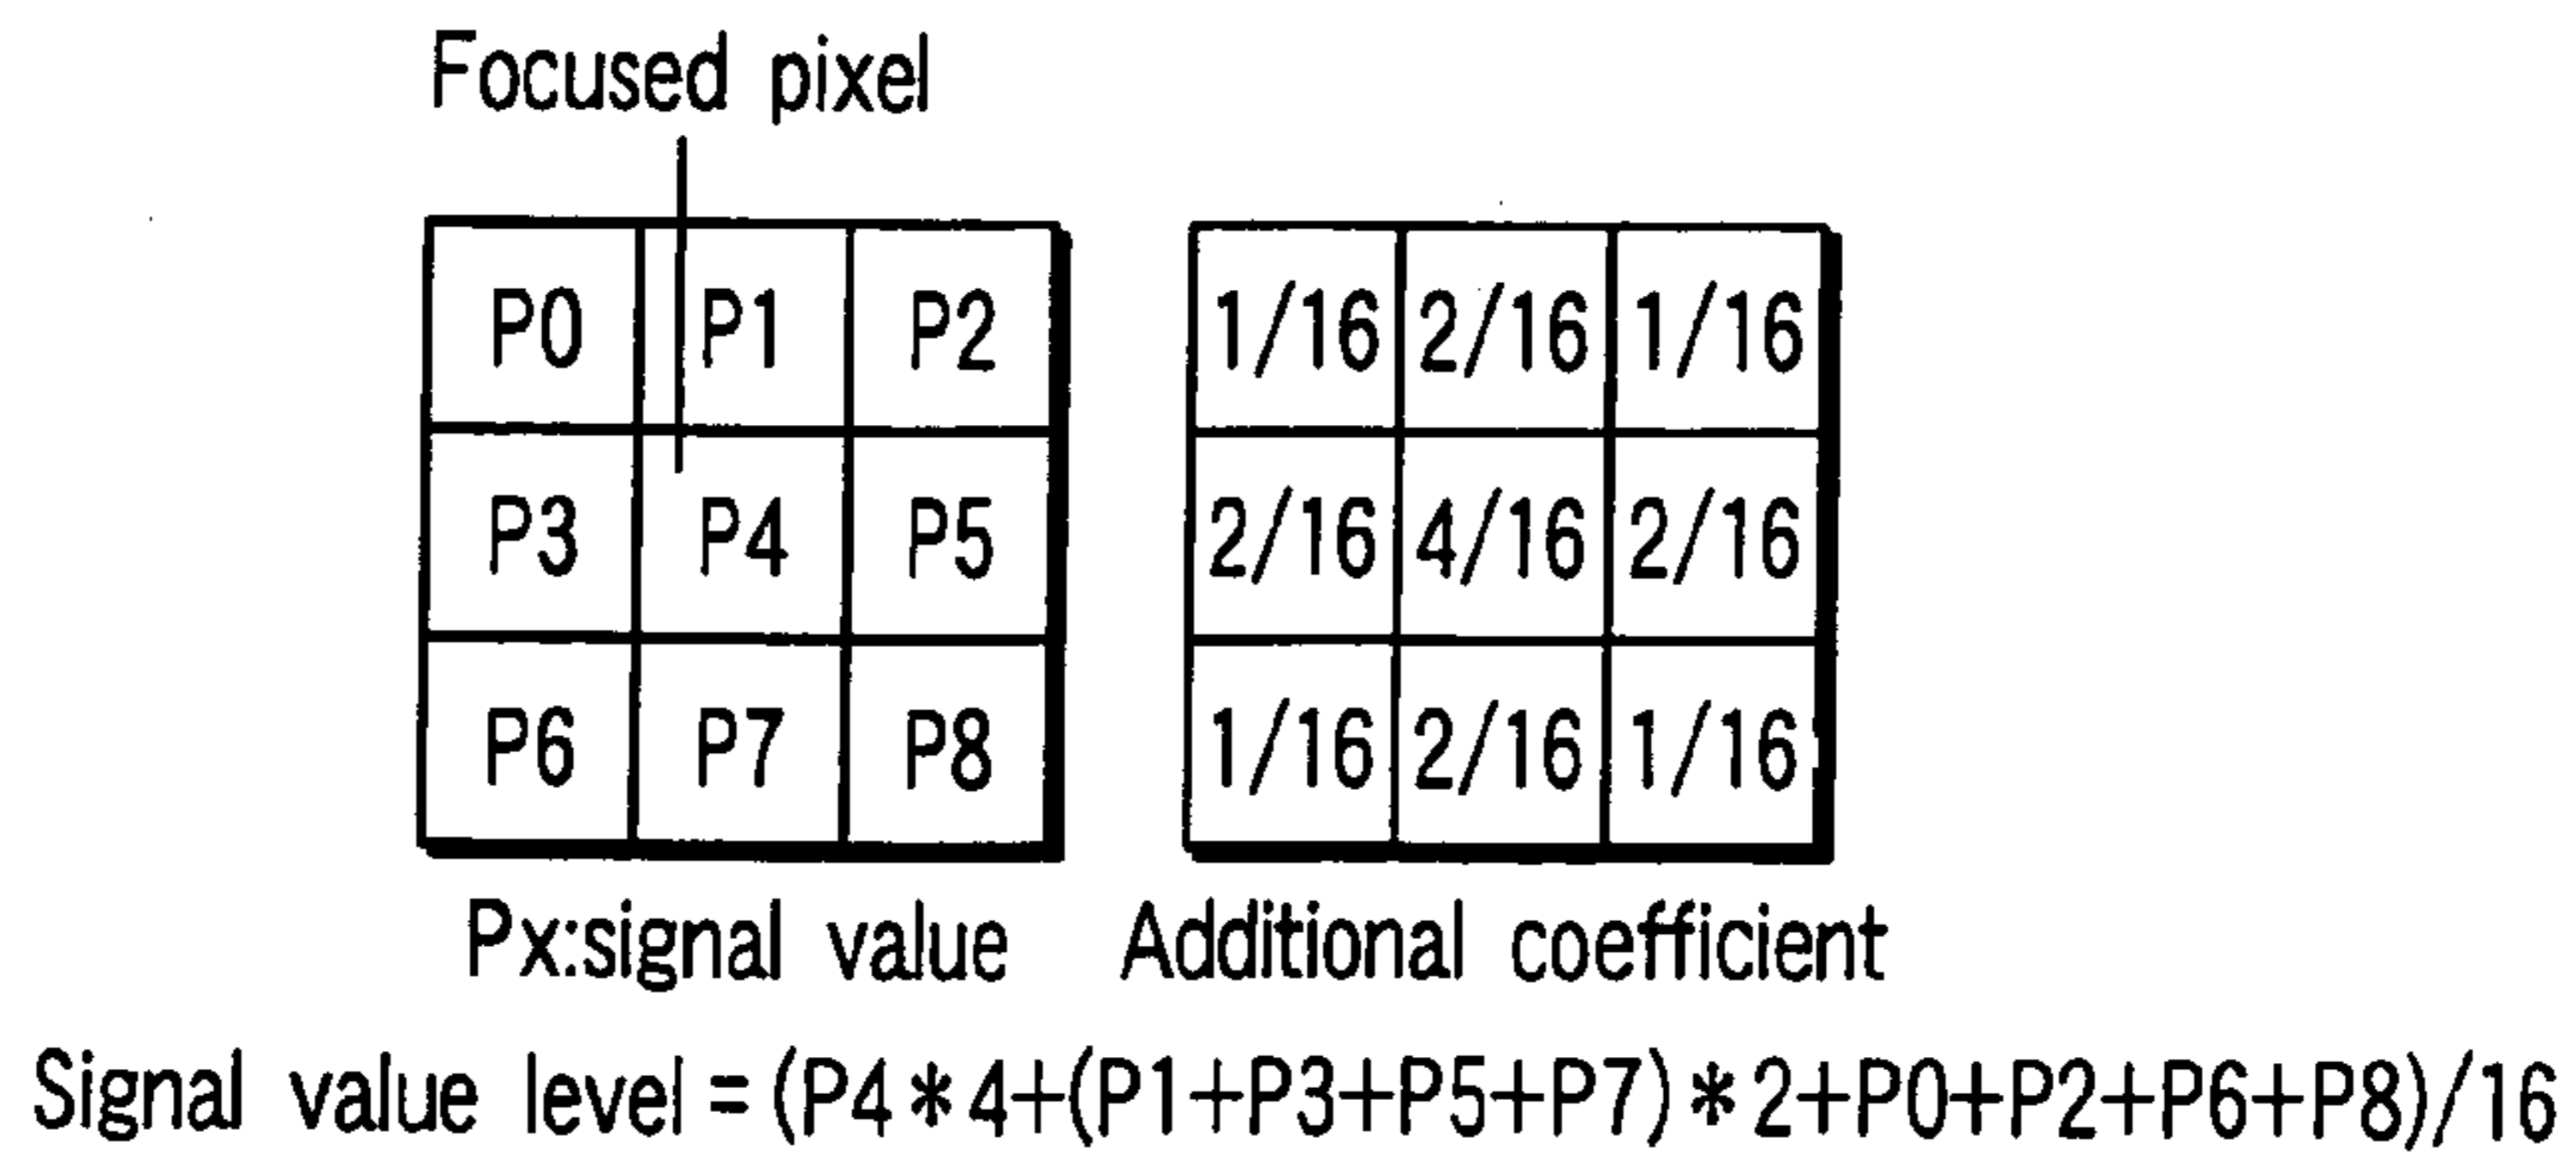 Focused pixel
P0 P1 P2 1/16 2/16 1/16
P3 P4 P5 2/16 4/16 2/16
P6 P7 P8 1/16 2/16 1/16
Px:signal value Additional coefficient
Signal value level=(P4*4+(P1+P3+P5+P7)*2+P0+P2+P6+P8)/16